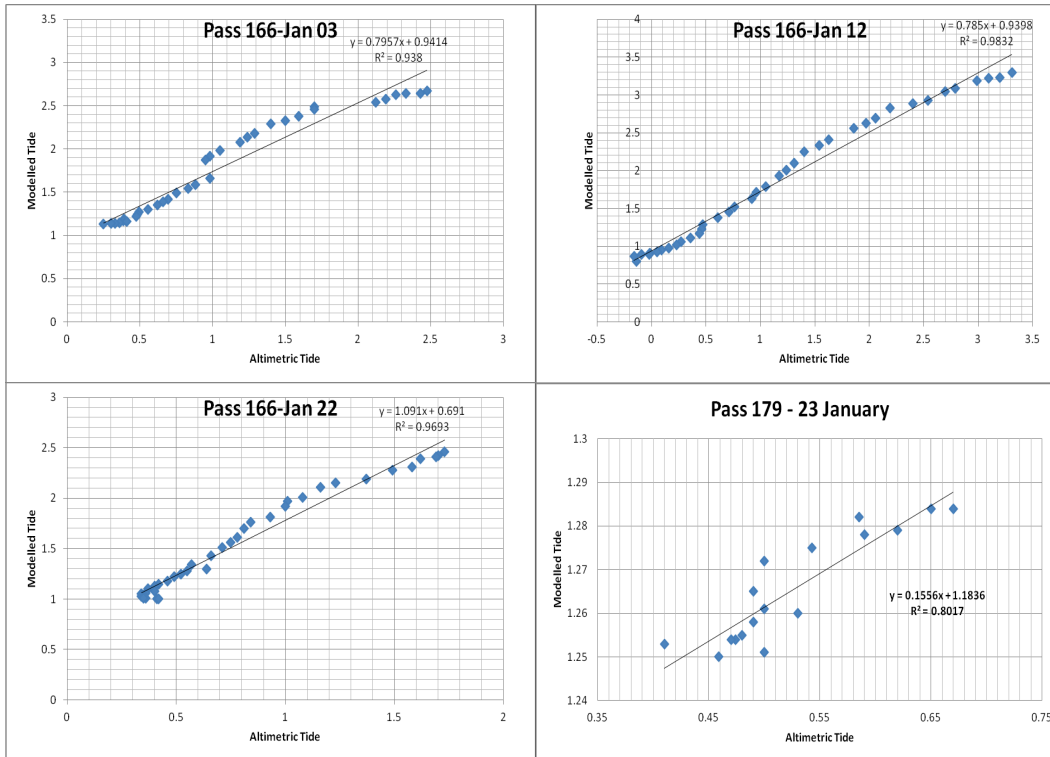 Pass 166-Jan 03
y = 0.7957x + 0.9414
R² = 0.938
Modelled Tide
3.5
3
2.5
2
1.5
1
0.5
0
0 0.5 1 1.5 2 2.5 3
Altimetric Tide
Pass 166-Jan 12
y = 0.785x + 0.9398
R² = 0.9832
Modelled Tide
4
3.5
3
2.5
2
1.5
1
0.5
0
-0.5 0 0.5 1 1.5 2 2.5 3 3.5
Altimetric Tide
Pass 166-Jan 22
y = 1.091x + 0.691
R² = 0.9693
Modelled Tide
3
2.5
2
1.5
1
0.5
0
0 0.5 1 1.5 2
Altimetric Tide
Pass 179 - 23 January
y = 0.1556x + 1.1836
R² = 0.8017
Modelled Tide
1.3
1.29
1.28
1.27
1.26
1.25
1.24
0.35 0.45 0.55 0.65 0.75
Altimetric Tide